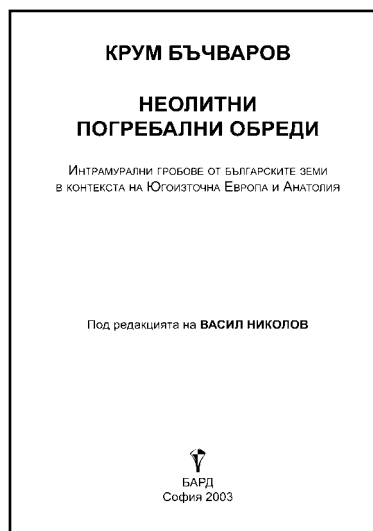 КРУМ БЪЧВАРОВ
НЕОЛИТНИ
ПОГРЕБАЛНИ ОБРЕДИ
Интрамурални гробове от българските земи
в контекста на Югоизточна Европа и Анатолия
Под редакцията на ВАСИЛ НИКОЛОВ
БАРД
София 2003